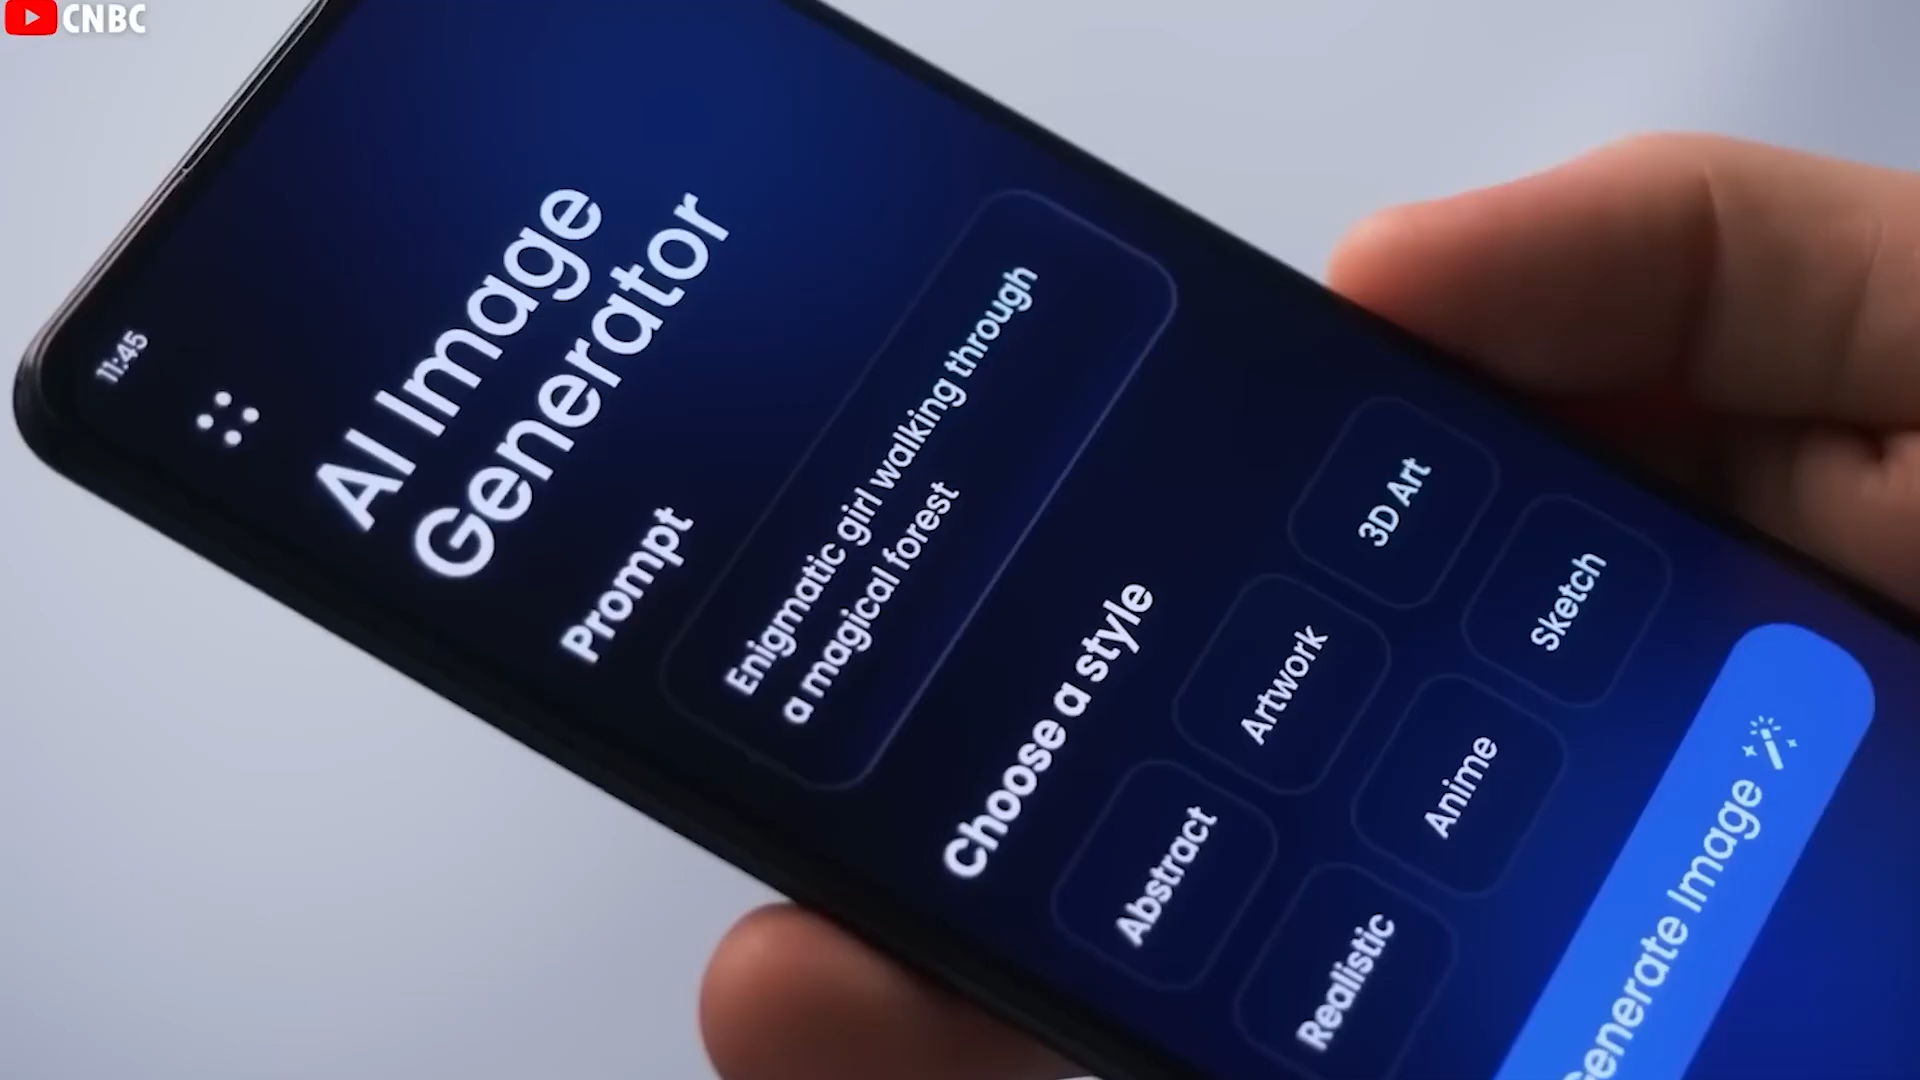 CNBC
11:45
AI Image
Generator
Prompt
Enigmatic girl walking through
a magical forest
Choose a style
Abstract
Artwork
3D Art
Realistic
Anime
Sketch
Generate Image